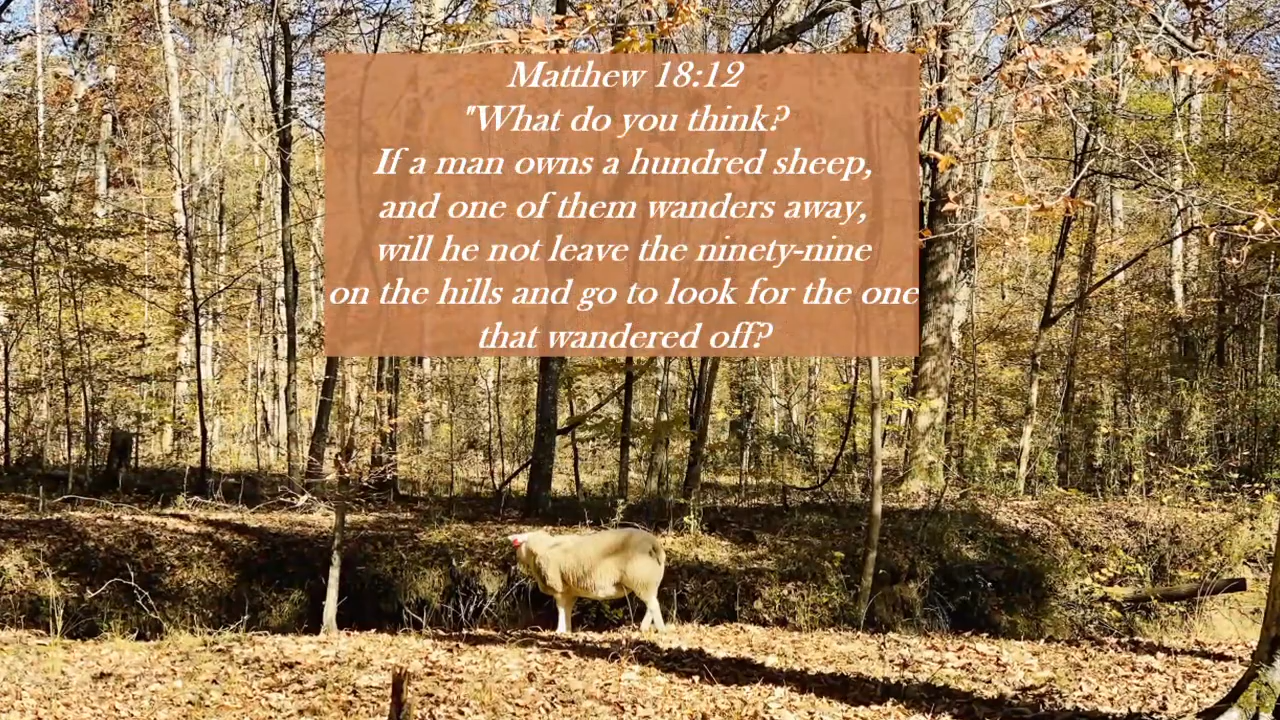 Matthew 18:12
"What do you think?
If a man owns a hundred sheep,
and one of them wanders away,
will he not leave the ninety-nine
on the hills and go to look for the one
that wandered off?